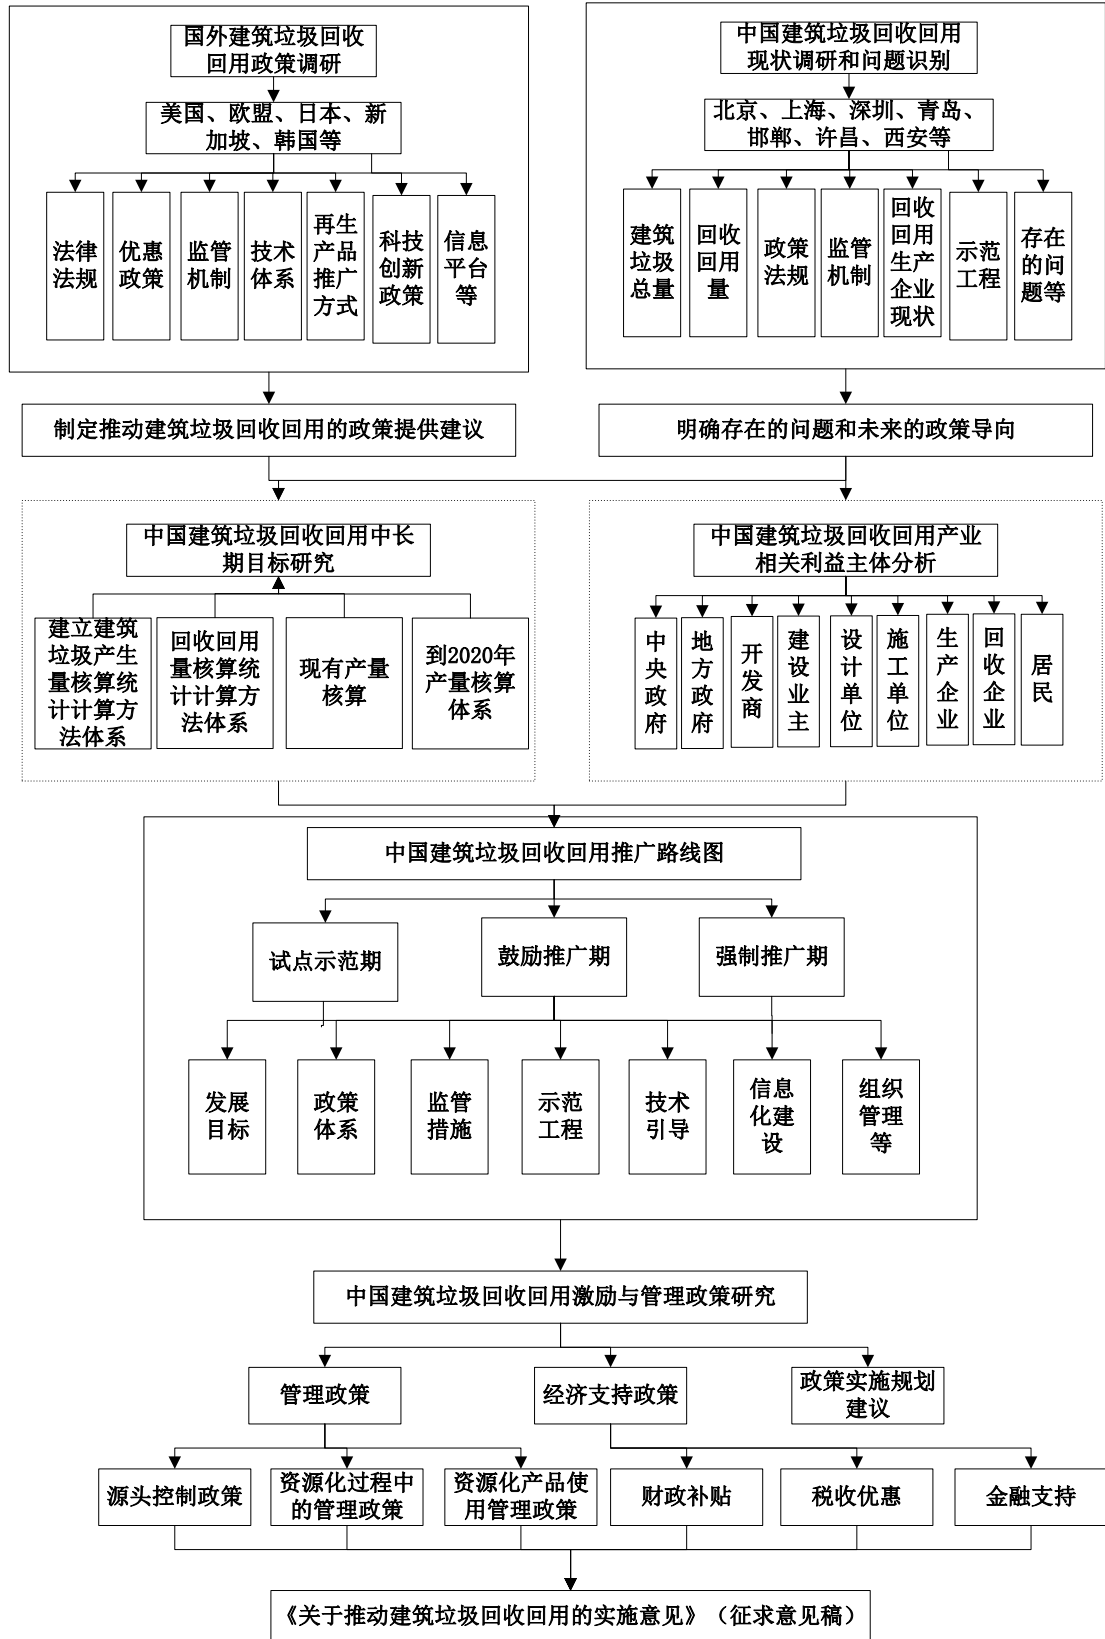 国外建筑垃圾回收
回用政策调研
美国、欧盟、日本、新
加坡、韩国等
法律
法规
优惠
政策
监管
机制
技术
体系
再生
产品
推广
方式
科技
创新
政策
信息
平台
等
中国建筑垃圾回收回用
现状调研和问题识别
北京、上海、深圳、青岛、
邯郸、许昌、西安等
建筑
垃圾
总量
回收
回用
量
政策
法规
监管
机制
回收
回用
生产
企业
现状
示范
工程
存在
的问
题等
制定推动建筑垃圾回收回用的政策提供建议
明确存在的问题和未来的政策导向
中国建筑垃圾回收回用中长
期目标研究
建立建筑
垃圾产生
量核算统
计计算方
法体系
回收回用
量核算统
计计算方
法体系
现有产量
核算
到2020年
产量核算
体系
中国建筑垃圾回收回用产业
相关利益主体分析
中
央
政
府
地
方
政
府
开
发
商
建
设
业
主
设
计
单
位
施
工
单
位
生
产
企
业
回
收
企
业
居
民
中国建筑垃圾回收回用推广路线图
试点示范期
鼓励推广期
强制推广期
发展
目标
政策
体系
监管
措施
示范
工程
技术
引导
信息
化建
设
组织
管理
等
中国建筑垃圾回收回用激励与管理政策研究
管理政策
经济支持政策
政策实施规划
建议
源头控制政策
资源化过程中
的管理政策
资源化产品使
用管理政策
财政补贴
税收优惠
金融支持
《关于推动建筑垃圾回收回用的实施意见》（征求意见稿）